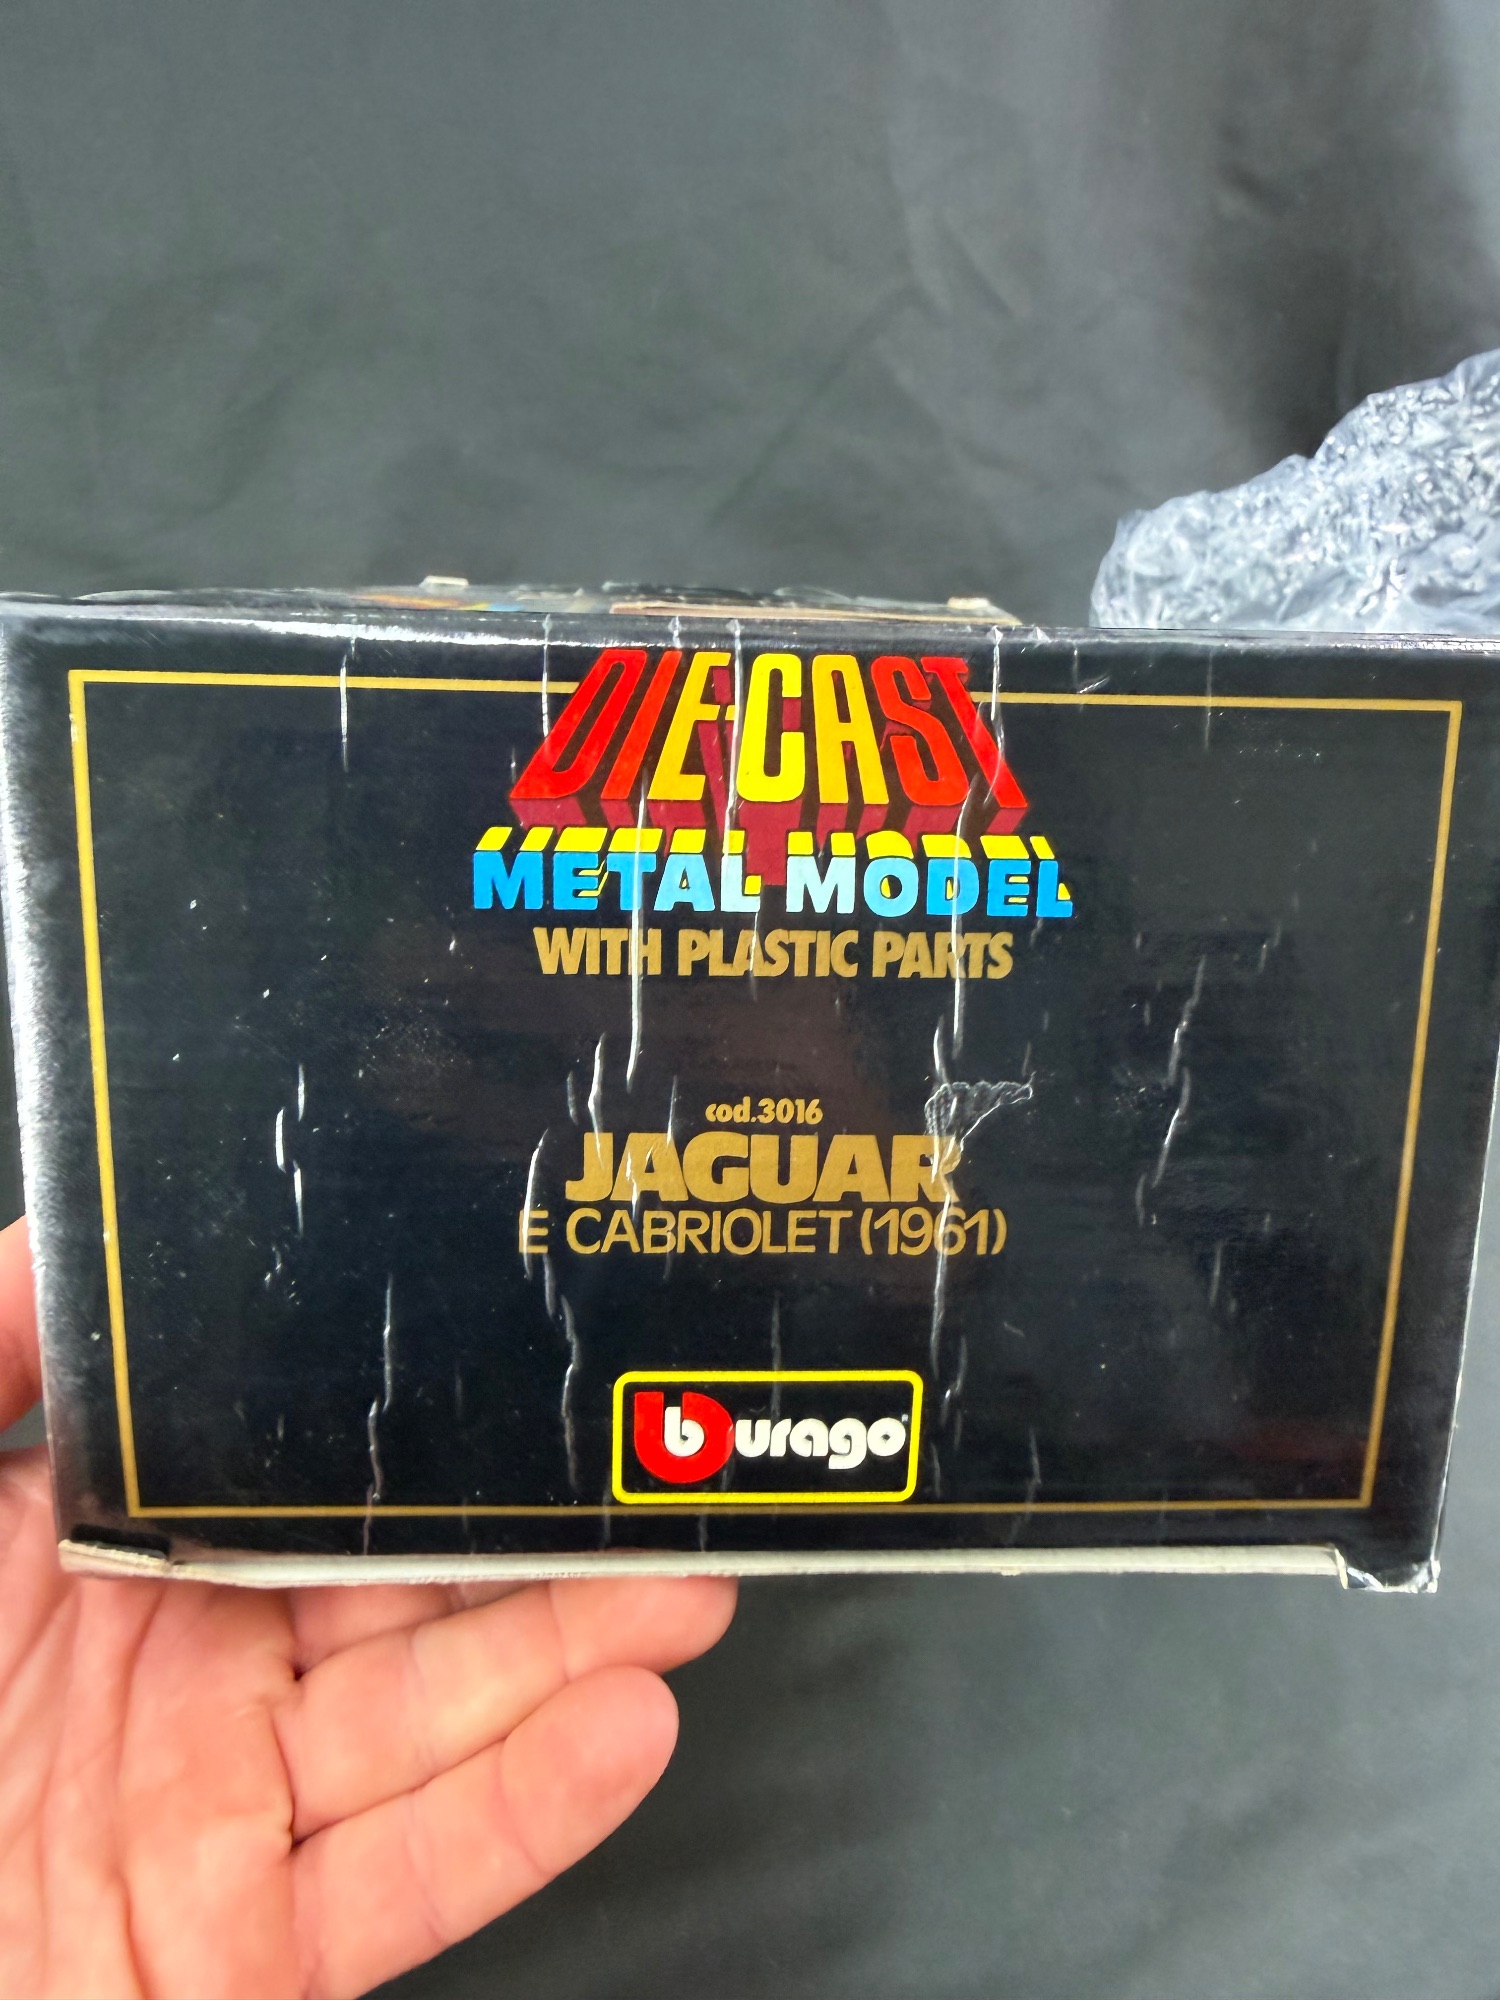 DIE-CAST
METAL MODEL
WITH PLASTIC PARTS
cod.3016
JAGUAR
E CABRIOLET (1961)
burago